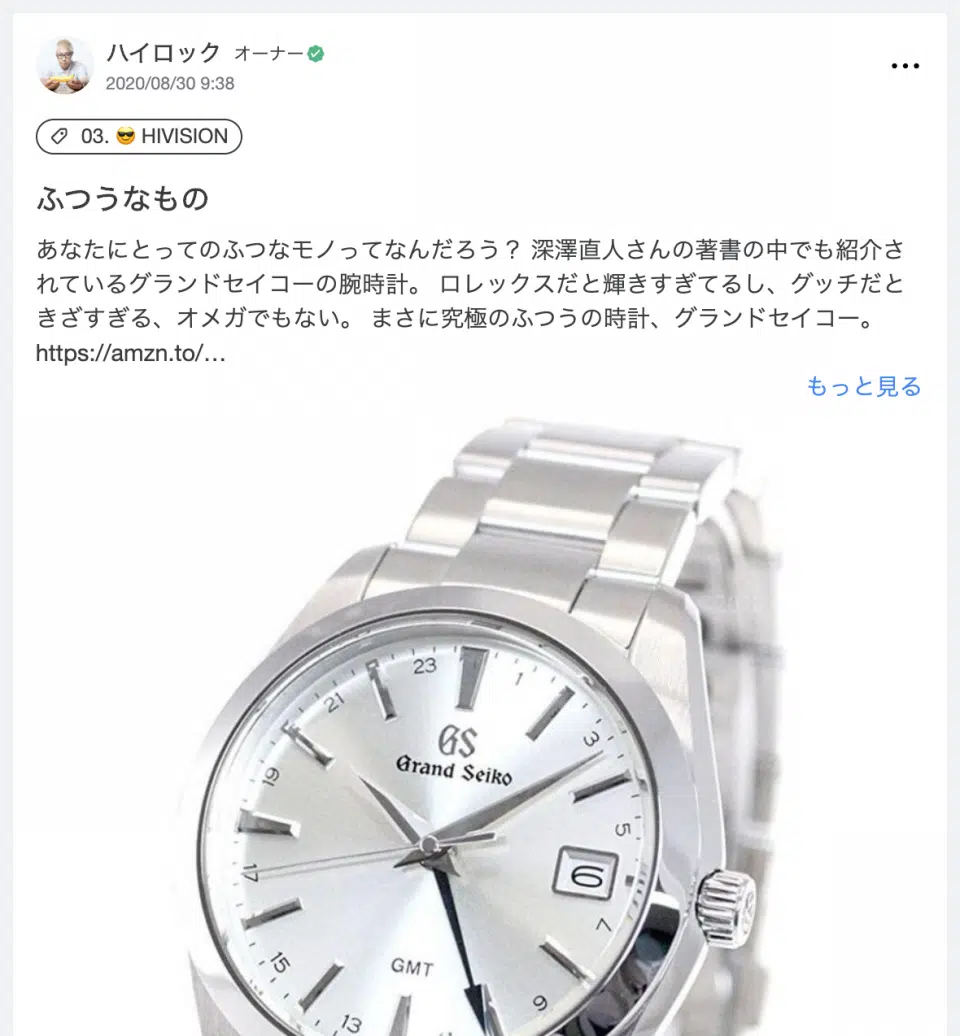 ハイロック オーナー
2020/08/30 9:38
03. 😎 HIVISION
ふつうなもの
あなたにとってのふつなモノってなんだろう？ 深澤直人さんの著書の中でも紹介さ
れているグランドセイコーの腕時計。 ロレックスだと輝きすぎてるし、グッチだと
きざすぎる、オメガでもない。 まさに究極のふつうの時計、グランドセイコー。
https://amzn.to/…
もっと見る
23
1
21
3
GS
Grand Seiko
19
5
17
6
7
15
GMT
9
13
11